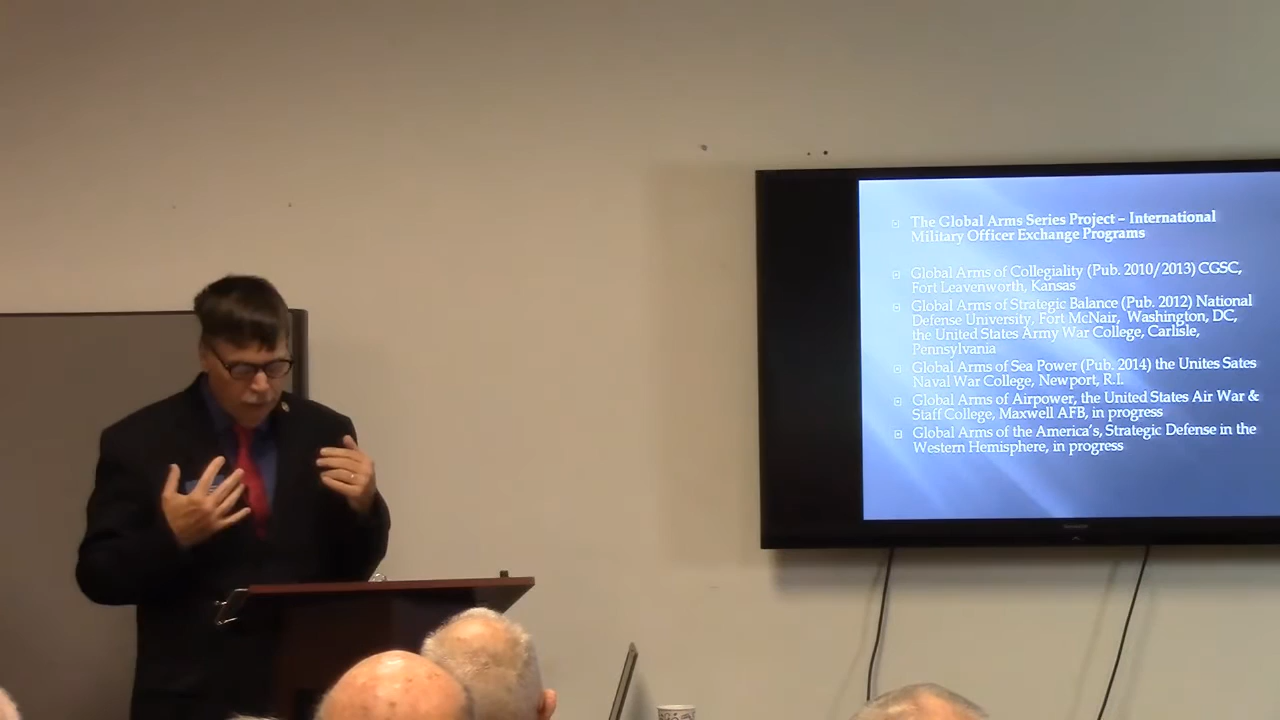 The Global Arms Series Project – International
Military Officer Exchange Programs
Global Arms of Collegiality (Pub. 2010/2013) CGSC,
Fort Leavenworth, Kansas
Global Arms of Strategic Balance (Pub. 2012) National
Defense University, Fort McNair, Washington, DC,
the United States Army War College, Carlisle,
Pennsylvania
Global Arms of Sea Power (Pub. 2014) the Unites Sates
Naval War College, Newport, R.I.
Global Arms of Airpower, the United States Air War &
Staff College, Maxwell AFB, in progress
Global Arms of the America's, Strategic Defense in the
Western Hemisphere, in progress